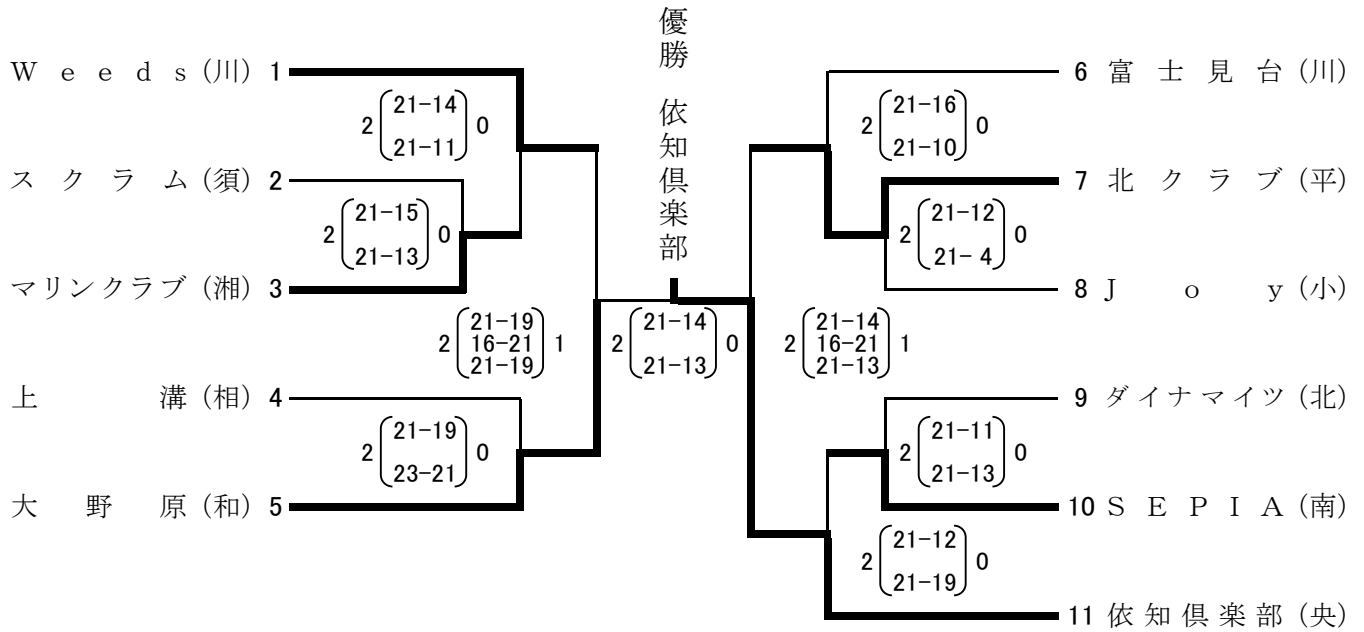 優勝 依知倶楽部
Weeds(川) 1
2 21-14 0
21-11
スクラム(須) 2
2 21-15 0
21-13
マリンクラブ(湘) 3
2 21-19 1
16-21
21-19
上溝(相) 4
2 21-19 0
23-21
大野原(和) 5
2 21-14 0
21-13
6 富士見台(川)
2 21-16 0
21-10
7 北クラブ(平)
2 21-12 0
21- 4
8 Joy(小)
2 21-14 1
16-21
21-13
9 ダイナマイツ(北)
2 21-11 0
21-13
10 SEPIA(南)
2 21-12 0
21-19
11 依知倶楽部(央)